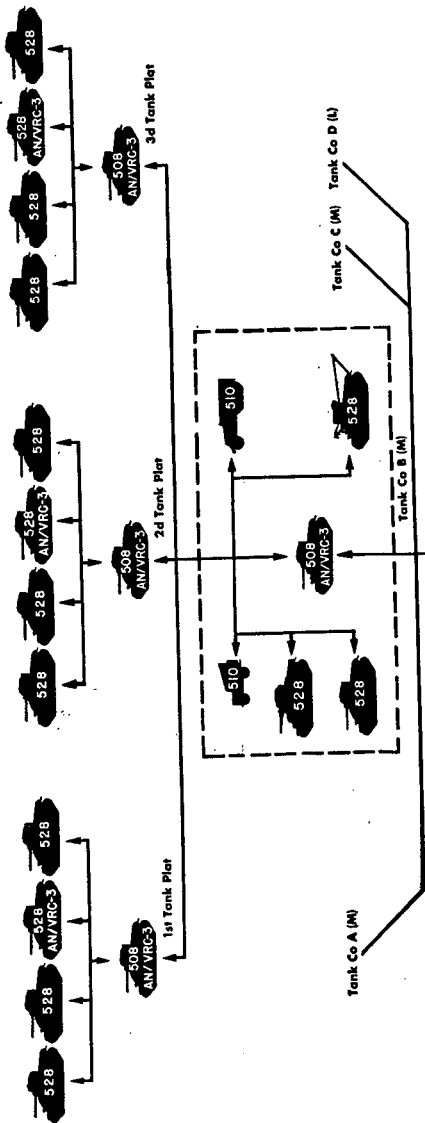 528
528
528
AN/VRC-3
528
528
528
528
AN/VRC-3
528
528
528
528
AN/VRC-3
528
508
AN/VRC-3
1st Tank Plat
508
AN/VRC-3
2d Tank Plat
508
AN/VRC-3
3d Tank Plat
510
510
528
508
AN/VRC-3
528
528
Tank Co A (M)
Tank Co B (M)
Tank Co C (M)
Tank Co D (L)